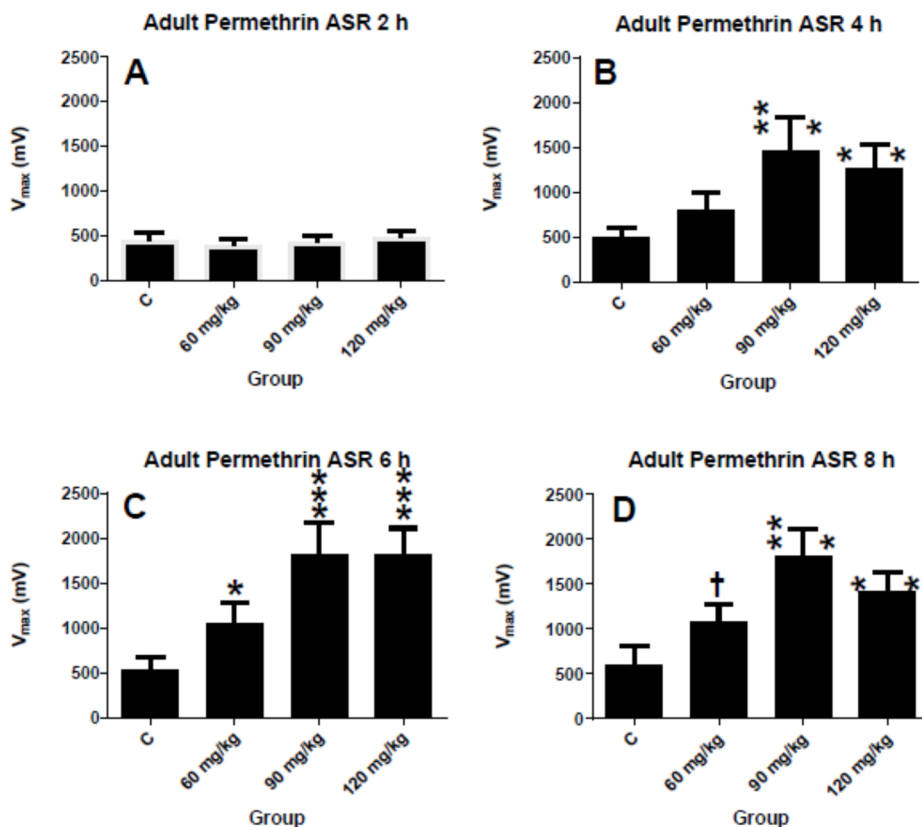 Adult Permethrin ASR 2 h
A
2500
2000
1500
1000
500
0
Vmax (mV)
C
60 mg/kg
90 mg/kg
120 mg/kg
Group
Adult Permethrin ASR 4 h
B
2500
2000
1500
1000
500
0
Vmax (mV)
**
*
*
*
C
60 mg/kg
90 mg/kg
120 mg/kg
Group
Adult Permethrin ASR 6 h
C
2500
2000
1500
1000
500
0
Vmax (mV)
*
***
***
C
60 mg/kg
90 mg/kg
120 mg/kg
Group
Adult Permethrin ASR 8 h
D
2500
2000
1500
1000
500
0
Vmax (mV)
†
**
*
*
*
C
60 mg/kg
90 mg/kg
120 mg/kg
Group